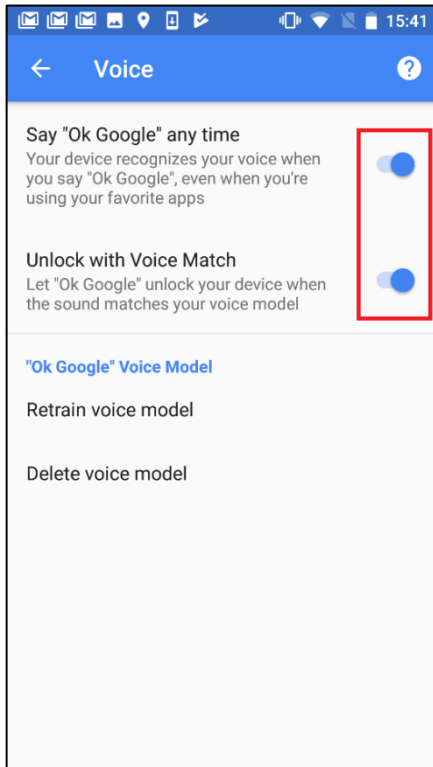 15:41
Voice
Say "Ok Google" any time
Your device recognizes your voice when
you say "Ok Google", even when you're
using your favorite apps
Unlock with Voice Match
Let "Ok Google" unlock your device when
the sound matches your voice model
"Ok Google" Voice Model
Retrain voice model
Delete voice model